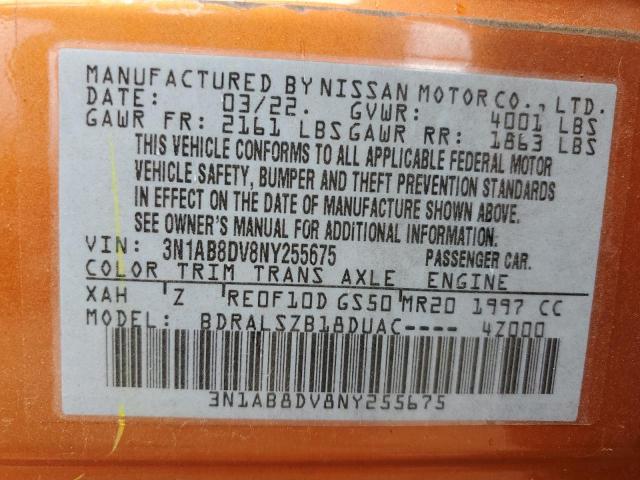 MANUFACTURED BY NISSAN MOTOR CO., LTD.
DATE: 03/22. GVWR: 4001 LBS
GAWR FR: 2161 LBS GAWR RR: 1863 LBS
THIS VEHICLE CONFORMS TO ALL APPLICABLE FEDERAL MOTOR
VEHICLE SAFETY, BUMPER AND THEFT PREVENTION STANDARDS
IN EFFECT ON THE DATE OF MANUFACTURE SHOWN ABOVE.
SEE OWNER'S MANUAL FOR ADDITIONAL INFORMATION.
VIN: 3N1AB8DV8NY255675 PASSENGER CAR.
COLOR TRIM TRANS AXLE ENGINE
XAH Z RE0F10D GS50 MR20 1997 CC
MODEL: BDRALSZB18DUAC---- 4Z000
3N1AB8DV8NY255675